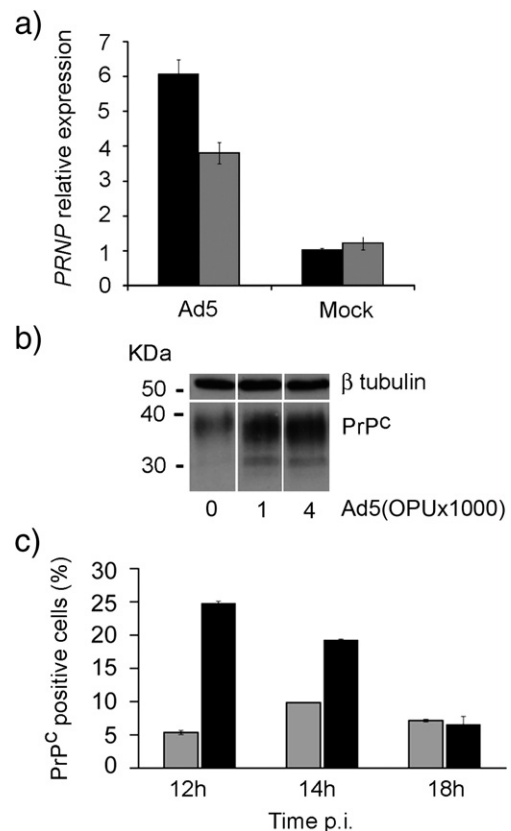 a)
PRNP relative expression
7
6
5
4
3
2
1
0
Ad5 Mock
b)
KDa
50 - β tubulin
40 - PrPC
30 -
0 1 4 Ad5(OPUx1000)
c)
PrPC positive cells (%)
30
25
20
15
10
5
0
12h 14h 18h
Time p.i.